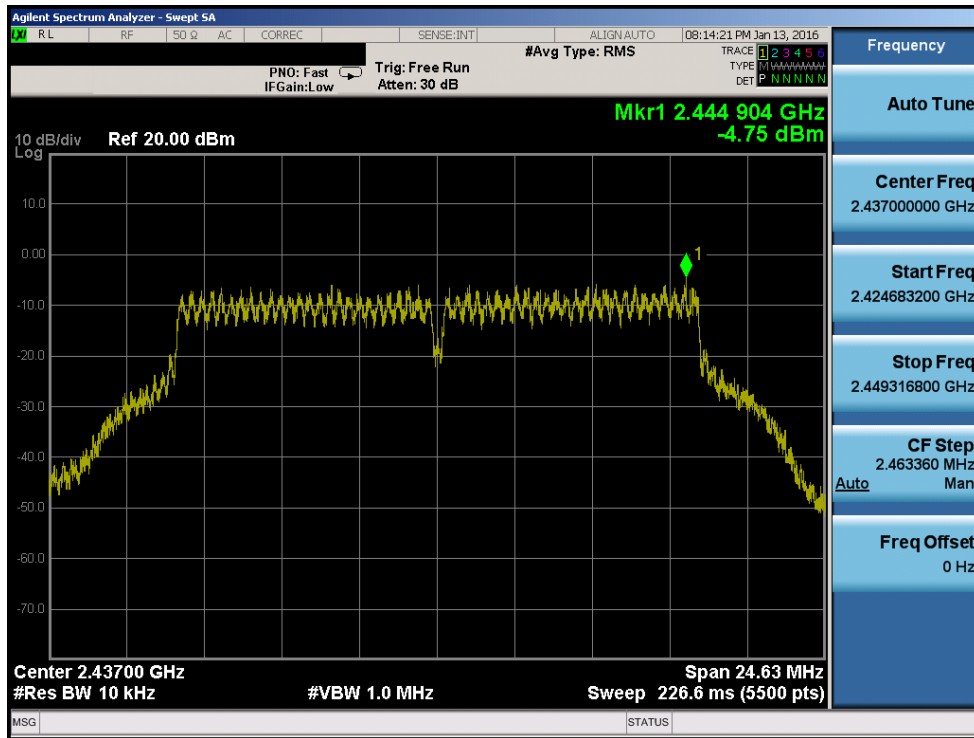 Agilent Spectrum Analyzer - Swept SA
LXI RL RF 50 Ω AC CORREC SENSE:INT ALIGNAUTO 08:14:21 PM Jan 13, 2016
#Avg Type: RMS TRACE 1 2 3 4 5 6
PNO: Fast Trig: Free Run TYPE M WWWWW
IFGain:Low Atten: 30 dB DET P N N N N N
Mkr1 2.444 904 GHz
-4.75 dBm
10 dB/div Ref 20.00 dBm
Log
10.0
0.00
1
-10.0
-20.0
-30.0
-40.0
-50.0
-60.0
-70.0
Center 2.43700 GHz Span 24.63 MHz
#Res BW 10 kHz #VBW 1.0 MHz Sweep 226.6 ms (5500 pts)
MSG STATUS
Frequency
Auto Tune
Center Freq
2.437000000 GHz
Start Freq
2.424683200 GHz
Stop Freq
2.449316800 GHz
CF Step
2.463360 MHz
Auto Man
Freq Offset
0 Hz